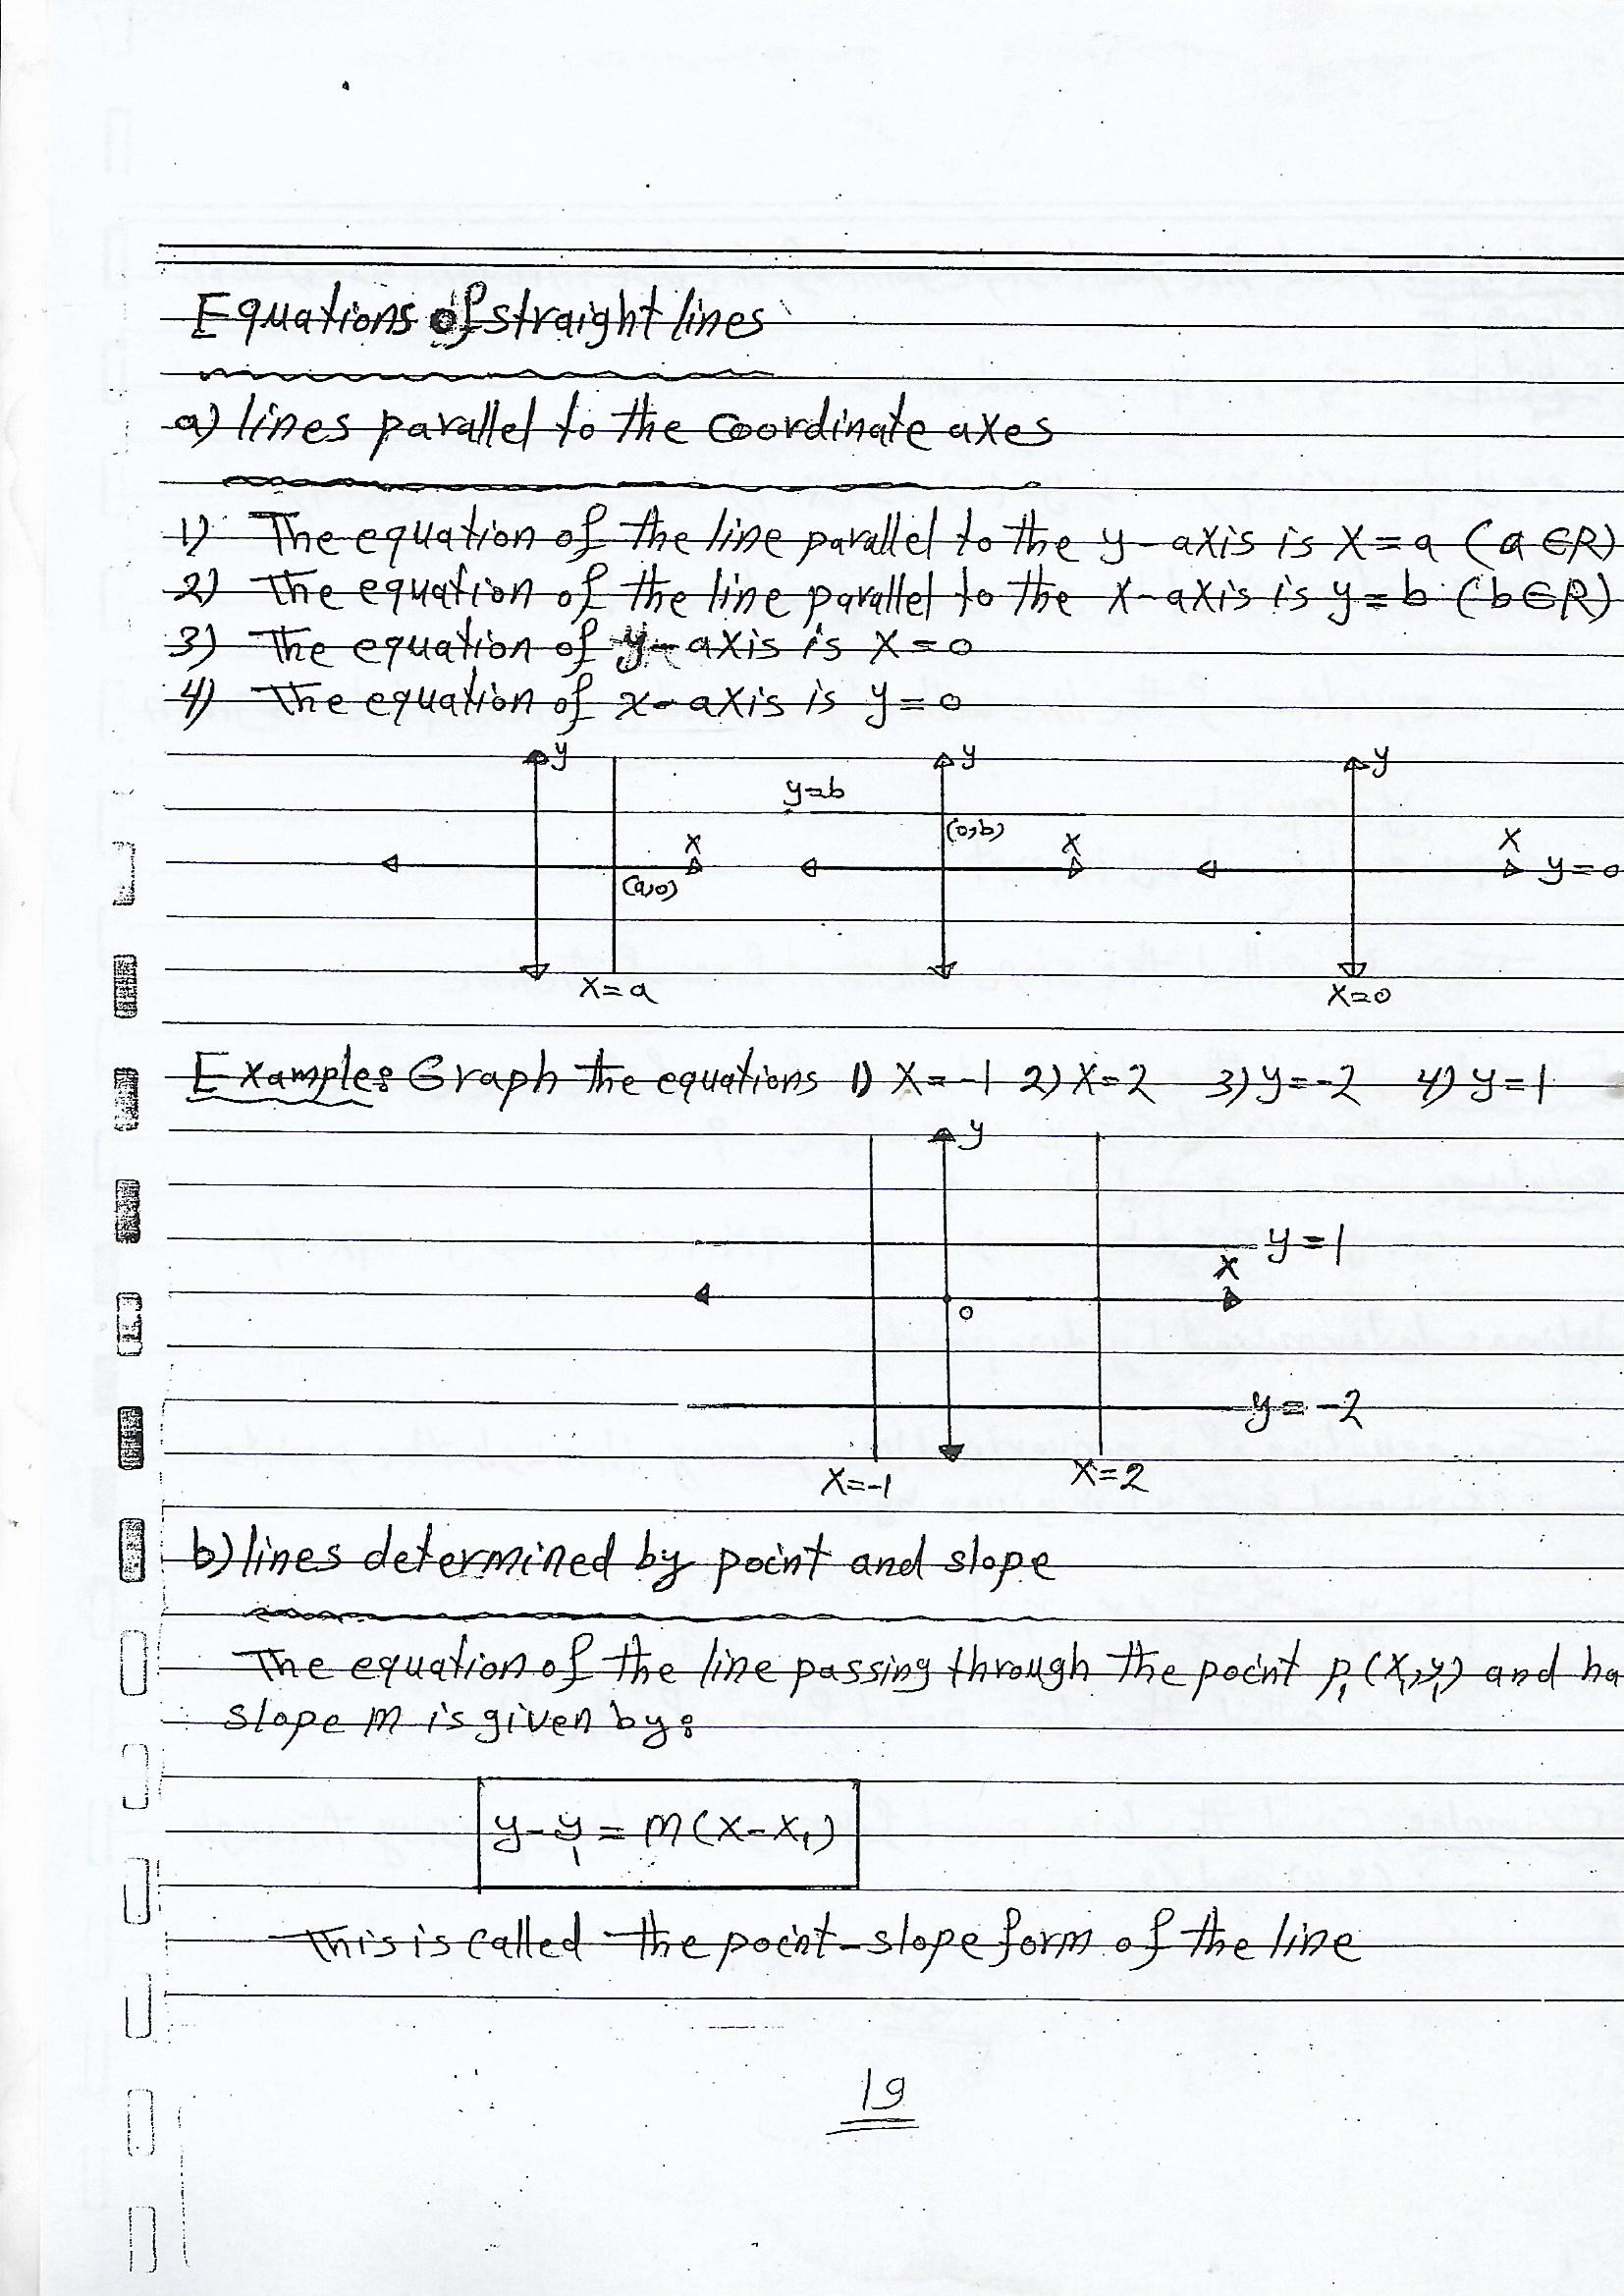 Equations of straight lines
a) lines parallel to the Coordinate axes
1) The equation of the line parallel to the y-axis is x=a (a∈R)
2) The equation of the line parallel to the x-axis is y=b (b∈R)
3) The equation of y-axis is x=0
4) The equation of x-axis is y=0
y y y
y=b
(0,b)
x x x
y=0
(a,0)
x=a x=0
Examples Graph the equations 1) x=-1 2) x=2 3) y=-2 4) y=1
y
y=1
x
0
y=-2
x=-1 x=2
b) lines determined by point and slope
The equation of the line passing through the point P₁(x₁,y₁) and ha
slope m is given by:
y-y₁ = m(x-x₁)
This is called the point-slope form of the line
19